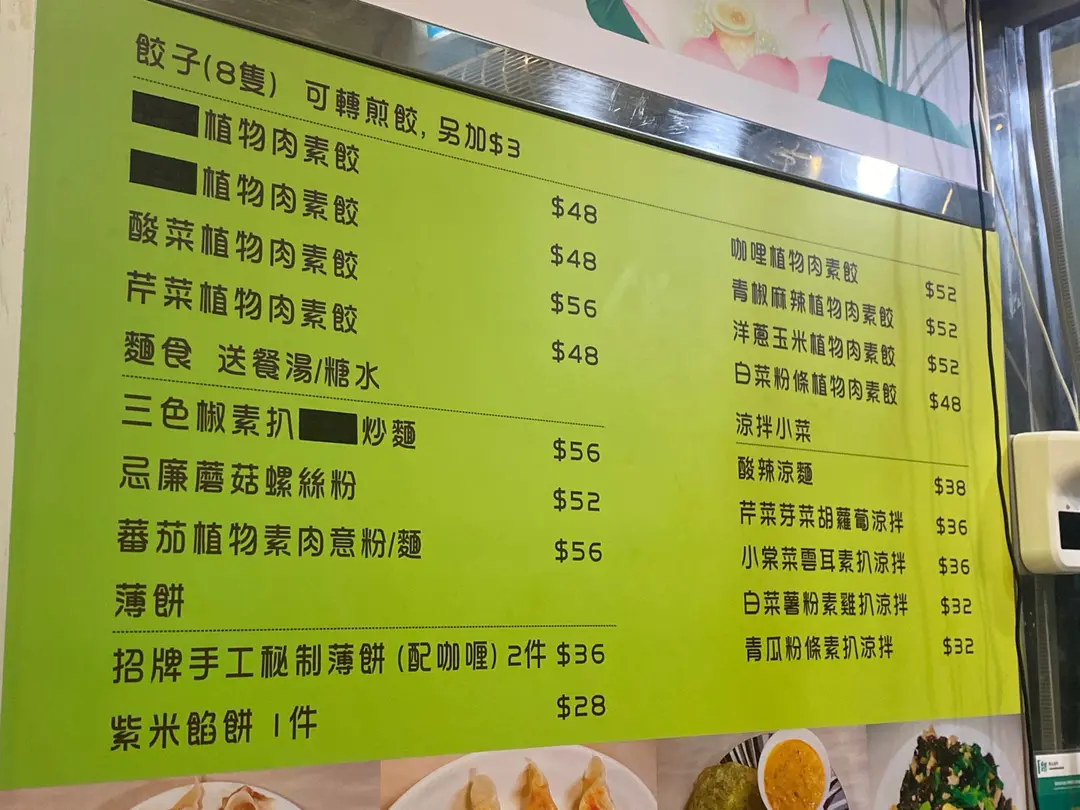 餃子(8隻) 可轉煎餃, 另加$3
植物肉素餃 $48
植物肉素餃 $48
酸菜植物肉素餃 $56
芹菜植物肉素餃 $48
麵食 送餐湯/糖水
三色椒素扒 炒麵 $56
忌廉蘑菇螺絲粉 $52
蕃茄植物素肉意粉/麵 $56
薄餅
招牌手工秘制薄餅(配咖喱)2件 $36
紫米餡餅 1件 $28
咖哩植物肉素餃 $52
青椒麻辣植物肉素餃 $52
洋蔥玉米植物肉素餃 $52
白菜粉條植物肉素餃 $48
涼拌小菜
酸辣涼麵 $38
芹菜芽菜胡蘿蔔涼拌 $36
小棠菜雲耳素扒涼拌 $36
白菜薯粉素雞扒涼拌 $32
青瓜粉條素扒涼拌 $32